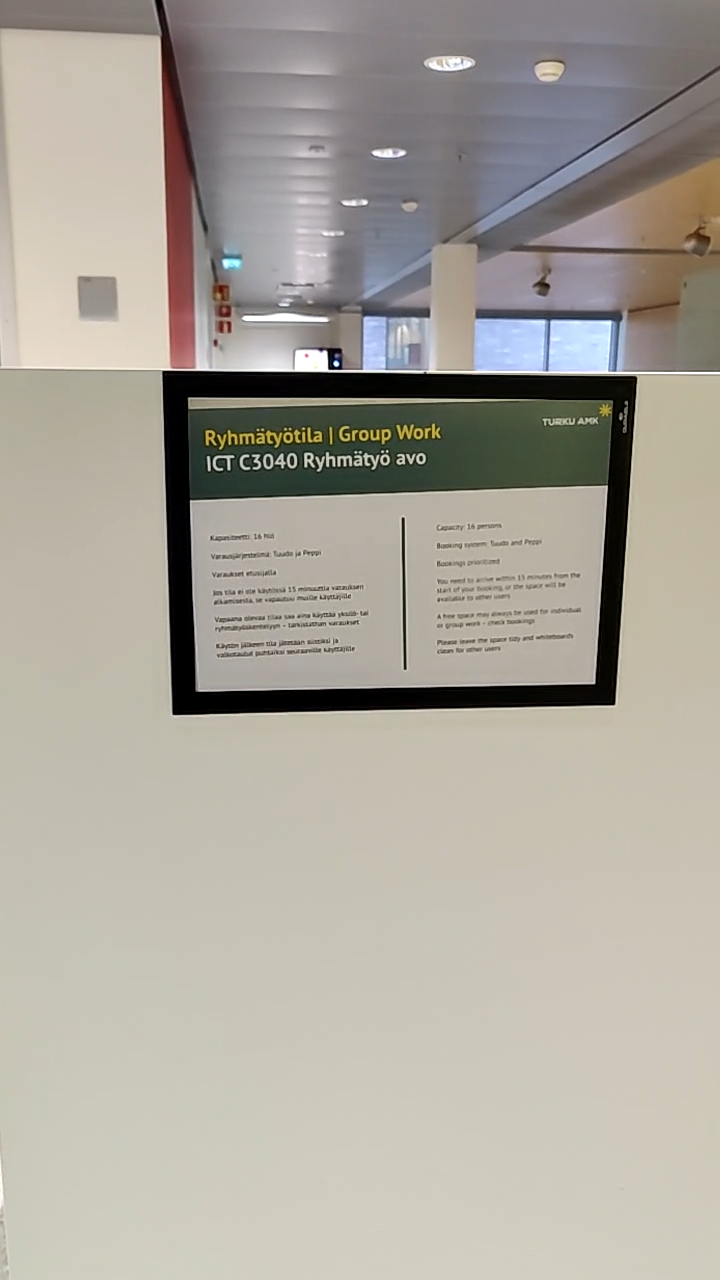 Ryhmätyötila | Group Work
ICT C3040 Ryhmätyö avo
TURKU AMK
Kapasiteetti: 16 hlö
Varausjärjestelmä: Tuudo ja Peppi
Varaukset etusijalla
Jos tila ei ole käytössä 15 minuuttia varauksen
alkamisesta, se vapautuu muille käyttäjille
Vapaana olevaa tilaa saa aina käyttää yksilö- tai
ryhmätyöskentelyyn – tarkistathan varaukset
Käytön jälkeen tila jätetään siistiksi ja
valkotaulut puhtaiksi seuraaville käyttäjille
Capacity: 16 persons
Booking system: Tuudo and Peppi
Bookings prioritized
You need to arrive within 15 minutes from the
start of your booking, or the space will be
available to other users
A free space may always be used for individual
or group work – check bookings
Please leave the space tidy and whiteboards
clean for other users
DURABLE